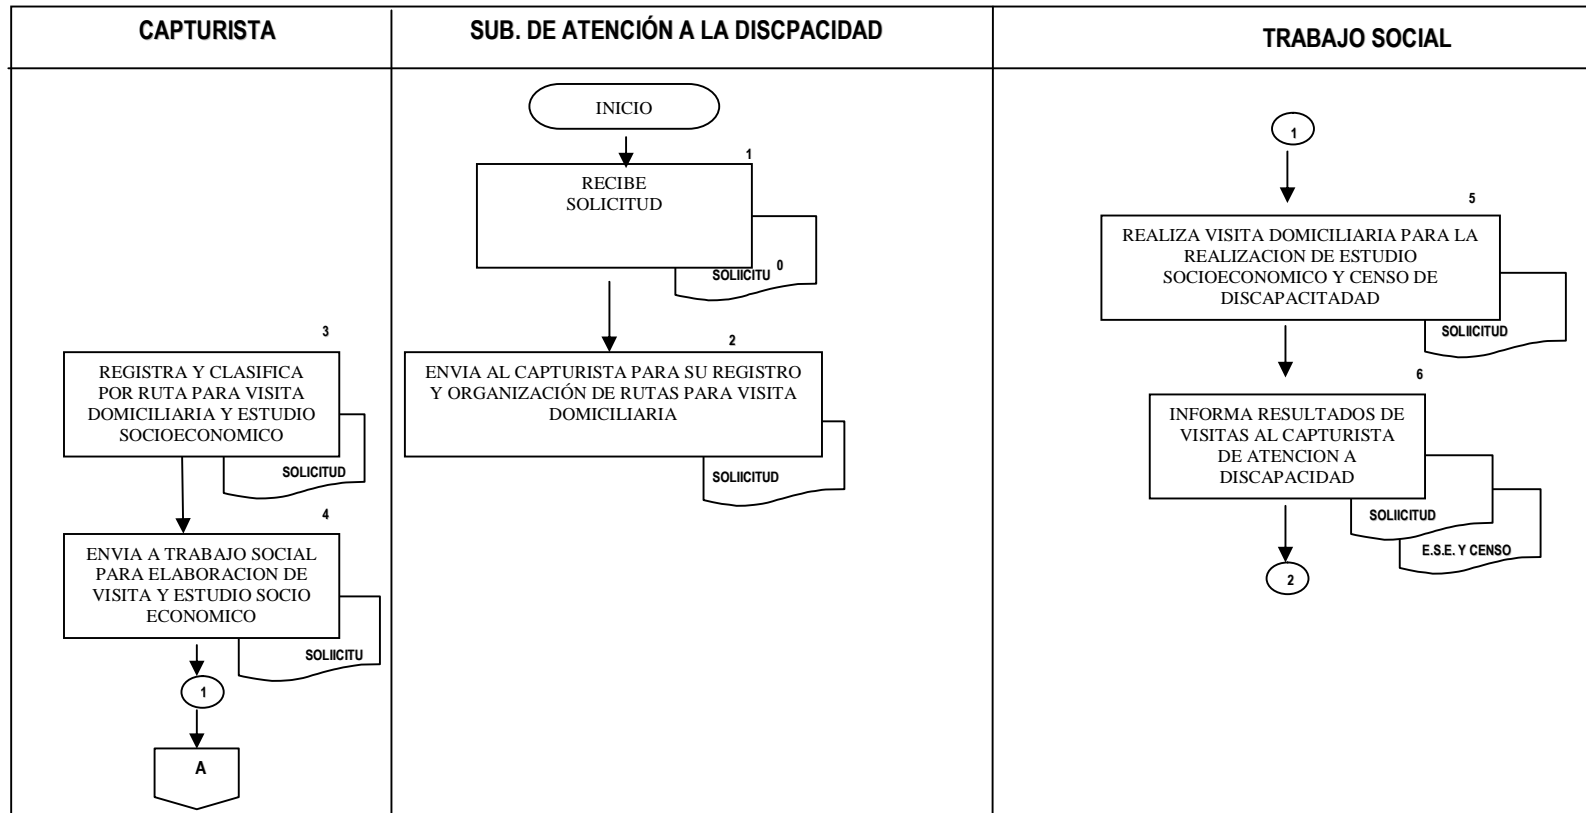 CAPTURISTA
SUB. DE ATENCIÓN A LA DISCPACIDAD
TRABAJO SOCIAL
INICIO
1
RECIBE
SOLICITUD
SOLIICITU
0
2
ENVIA AL CAPTURISTA PARA SU REGISTRO
Y ORGANIZACIÓN DE RUTAS PARA VISITA
DOMICILIARIA
SOLIICITUD
3
REGISTRA Y CLASIFICA
POR RUTA PARA VISITA
DOMICILIARIA Y ESTUDIO
SOCIOECONOMICO
SOLICITUD
4
ENVIA A TRABAJO SOCIAL
PARA ELABORACION DE
VISITA Y ESTUDIO SOCIO
ECONOMICO
SOLIICITU
1
A
1
5
REALIZA VISITA DOMICILIARIA PARA LA
REALIZACION DE ESTUDIO
SOCIOECONOMICO Y CENSO DE
DISCAPACITADAD
SOLIICITUD
6
INFORMA RESULTADOS DE
VISITAS AL CAPTURISTA
DE ATENCION A
DISCAPACIDAD
SOLIICITUD
E.S.E. Y CENSO
2